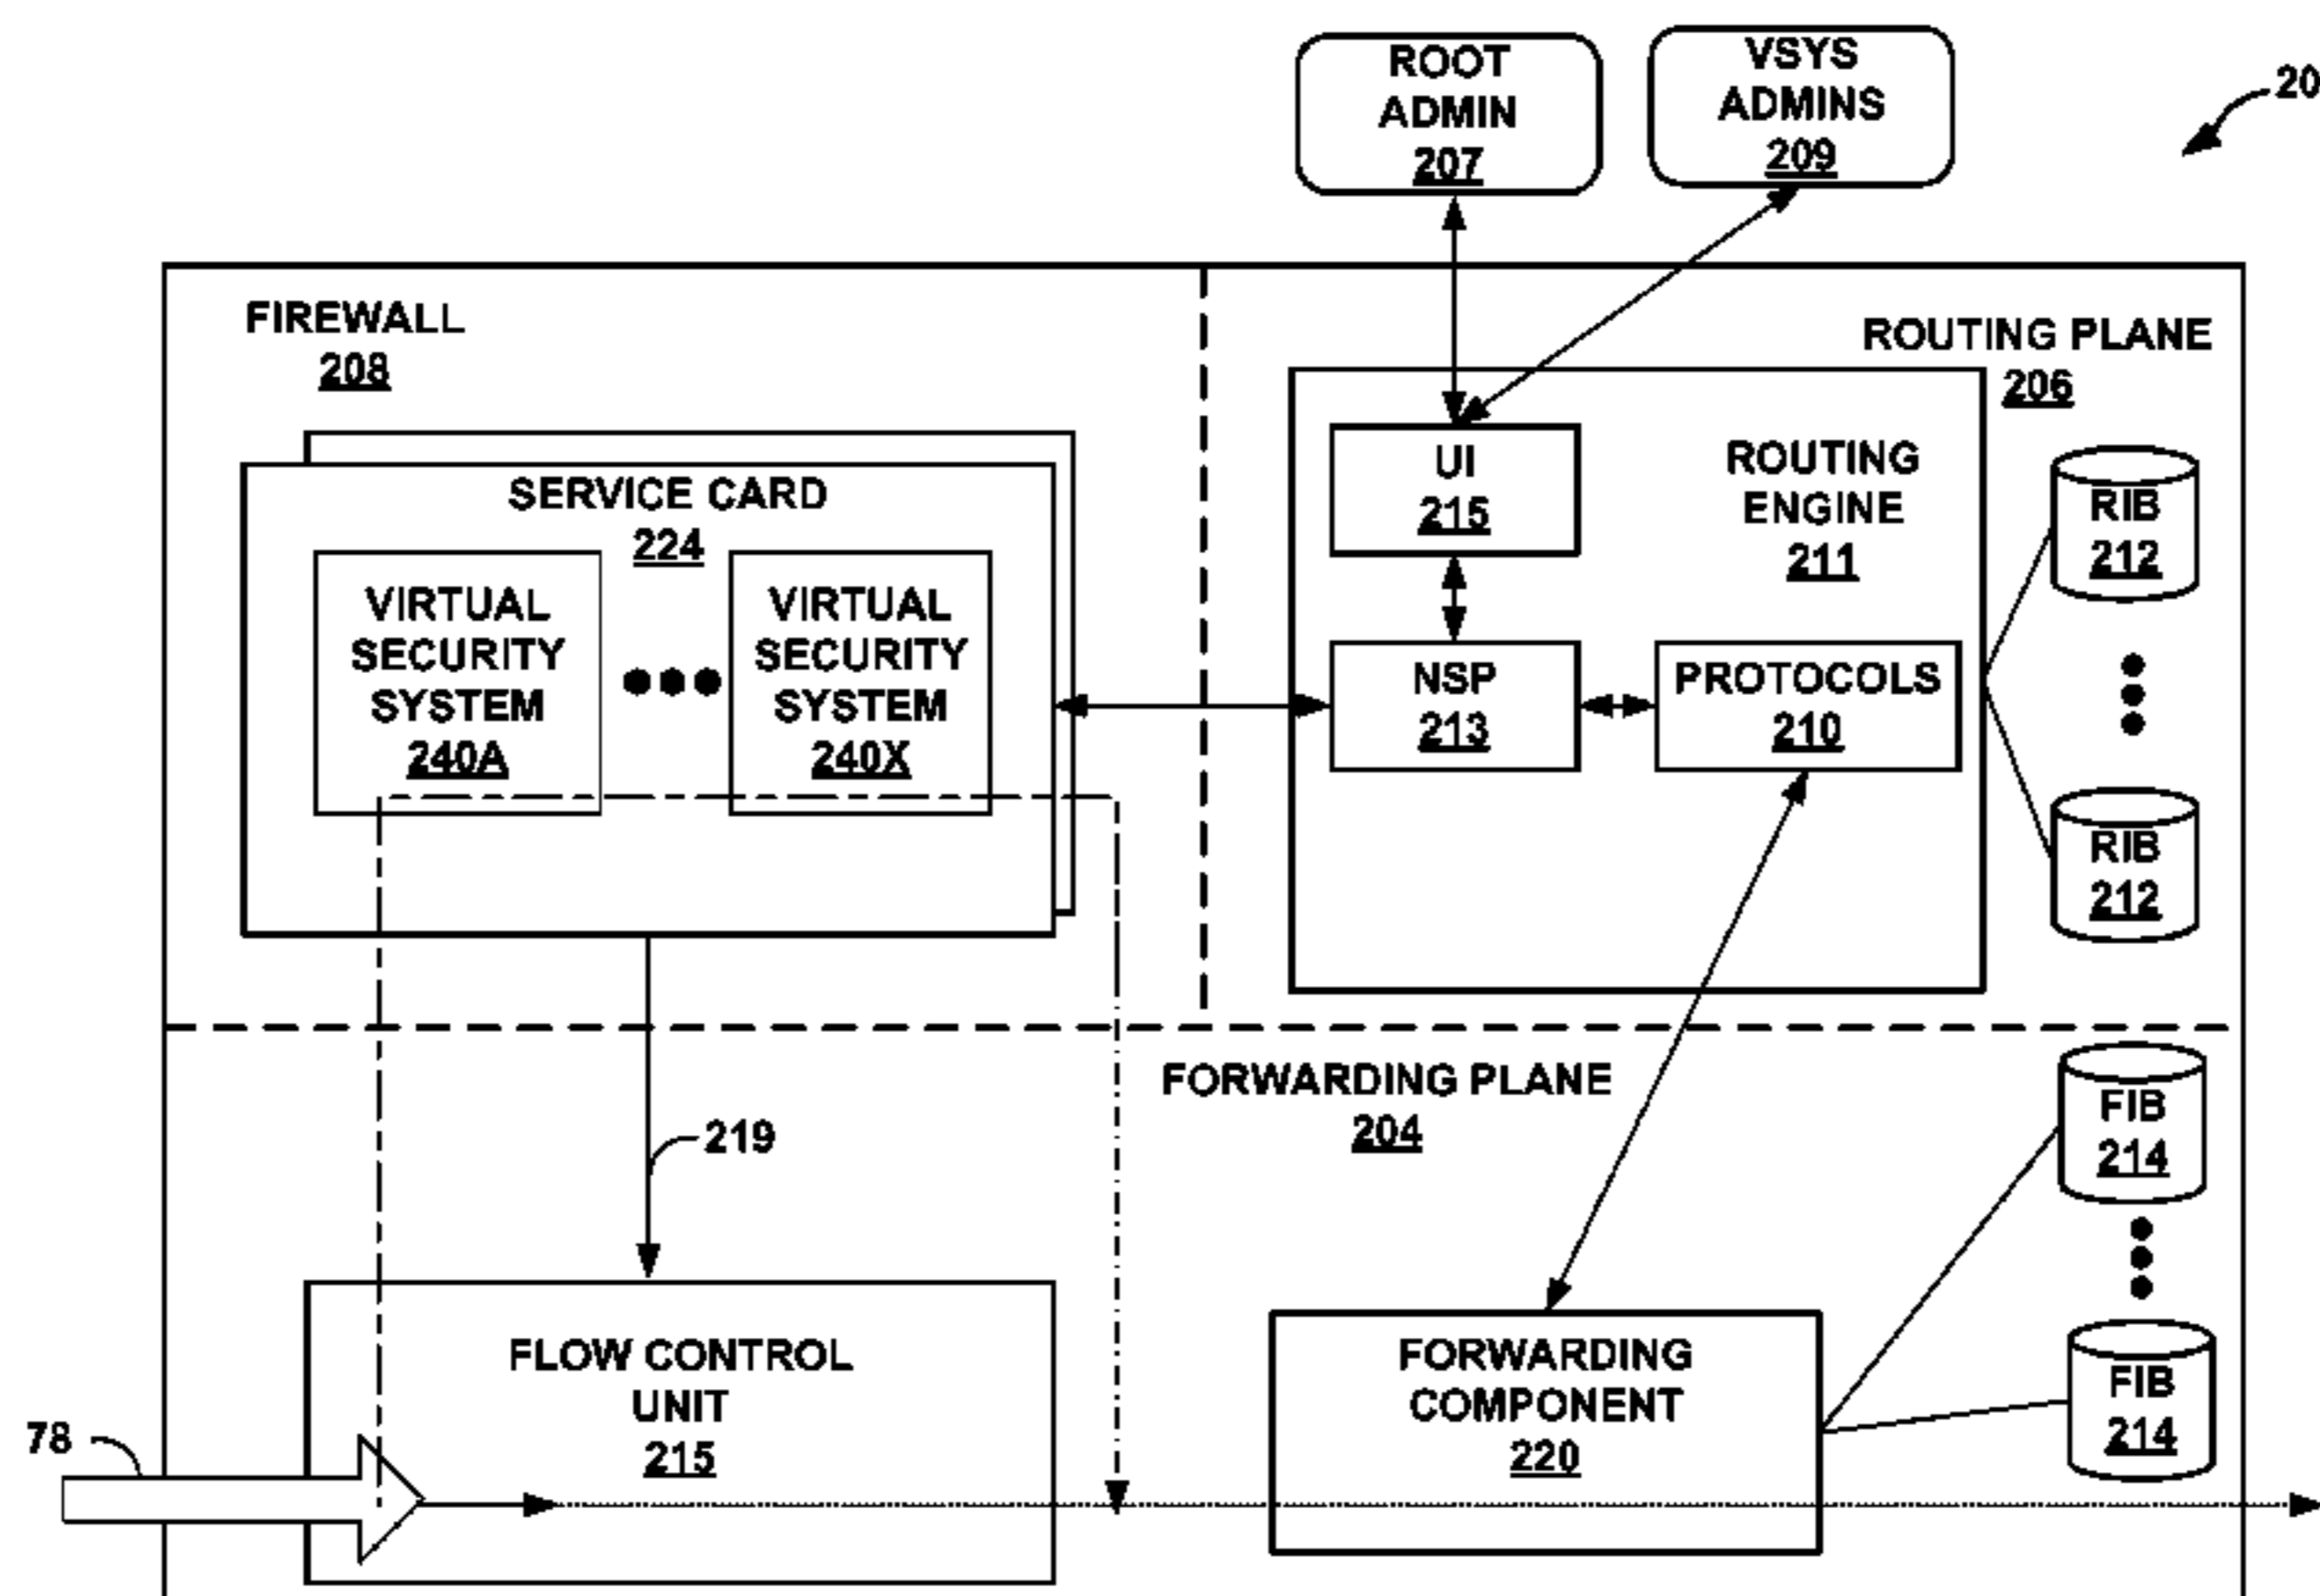 ROOT
ADMIN
207
VSYS
ADMINS
209
20
FIREWALL
208
ROUTING PLANE
206
SERVICE CARD
224
VIRTUAL
SECURITY
SYSTEM
240A
VIRTUAL
SECURITY
SYSTEM
240X
UI
215
ROUTING
ENGINE
211
NSP
213
PROTOCOLS
210
RIB
212
RIB
212
FORWARDING PLANE
204
219
FIB
214
FIB
214
FLOW CONTROL
UNIT
215
FORWARDING
COMPONENT
220
78